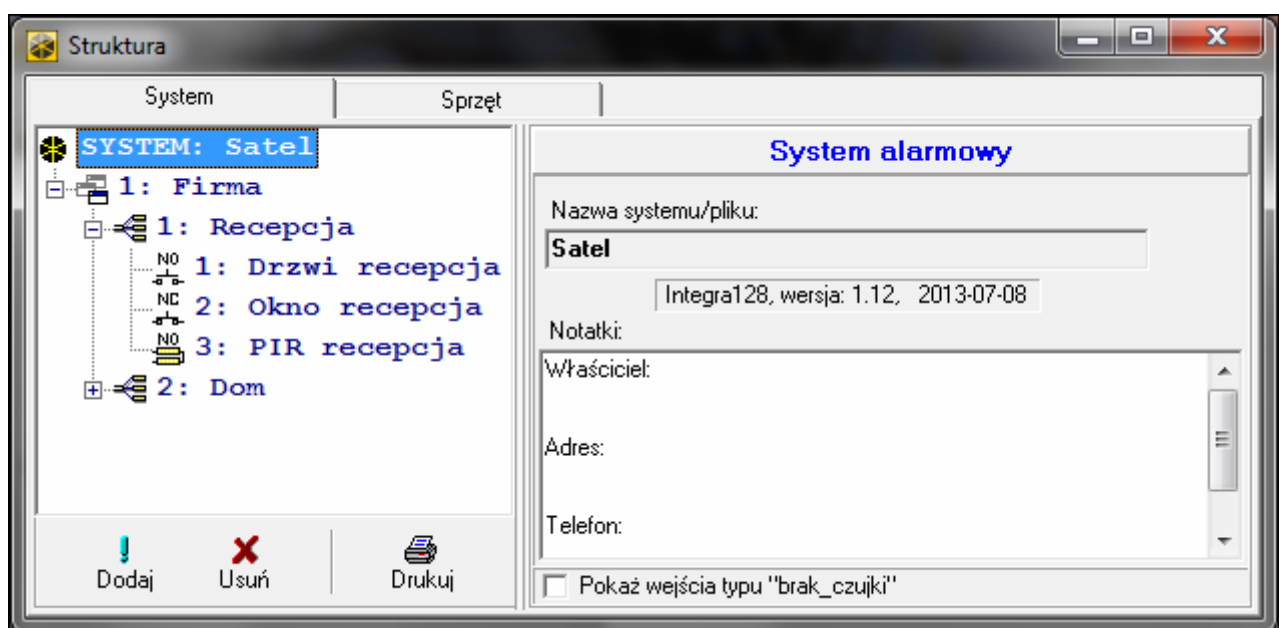 Struktura
System
Sprzęt
SYSTEM: Satel
1: Firma
1: Recepcja
NO
1: Drzwi recepcja
NC
2: Okno recepcja
NO
3: PIR recepcja
2: Dom
Dodaj
Usuń
Drukuj
System alarmowy
Nazwa systemu/pliku:
Satel
Integra128, wersja: 1.12, 2013-07-08
Notatki:
Właściciel:
Adres:
Telefon:
Pokaż wejścia typu "brak_czujki"